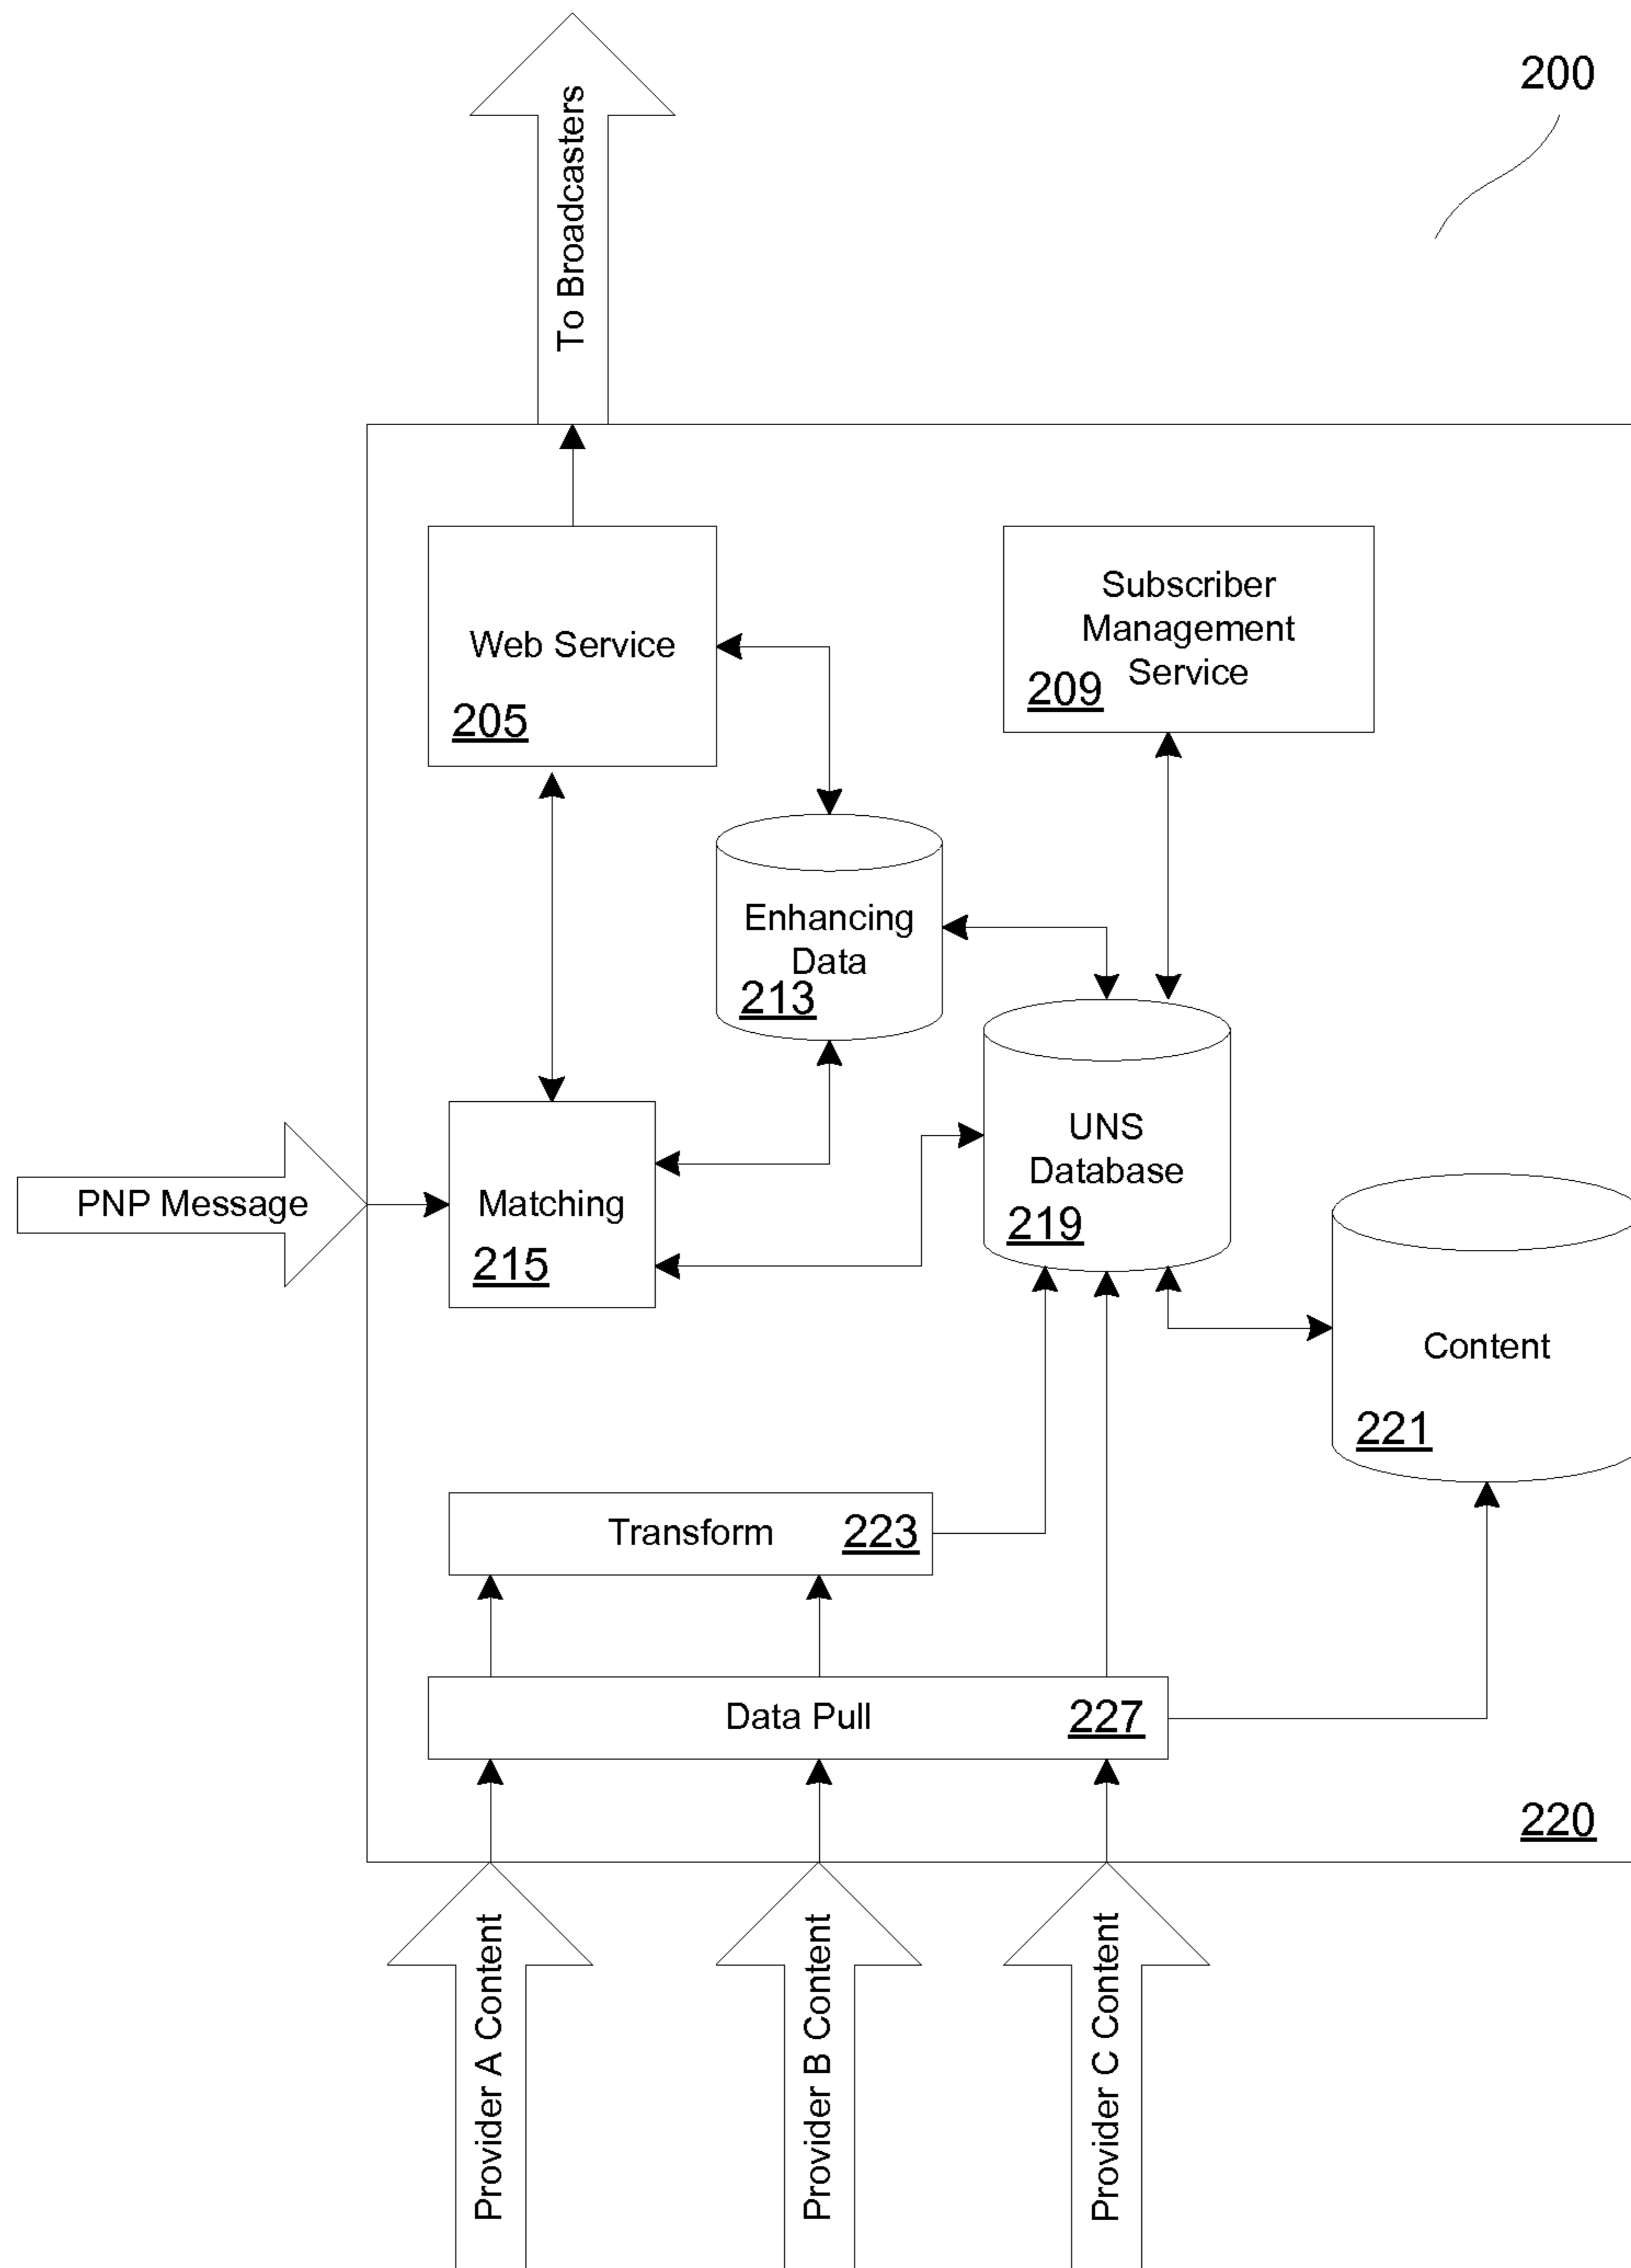 200
To Broadcasters
Web Service
205
Subscriber
Management
Service
209
Enhancing
Data
213
UNS
Database
219
PNP Message
Matching
215
Content
221
Transform
223
Data Pull
227
220
Provider A Content
Provider B Content
Provider C Content